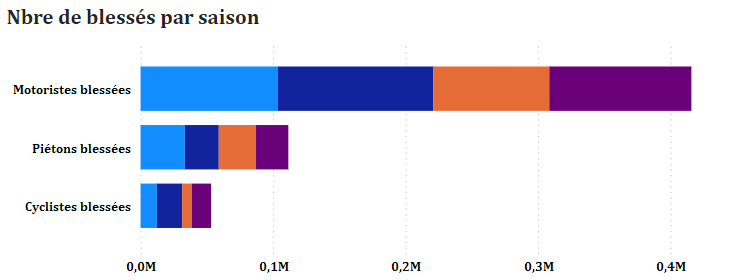 Nbre de blessés par saison
Motoristes blessées
Piétons blessées
Cyclistes blessées
0,0M 0,1M 0,2M 0,3M 0,4M